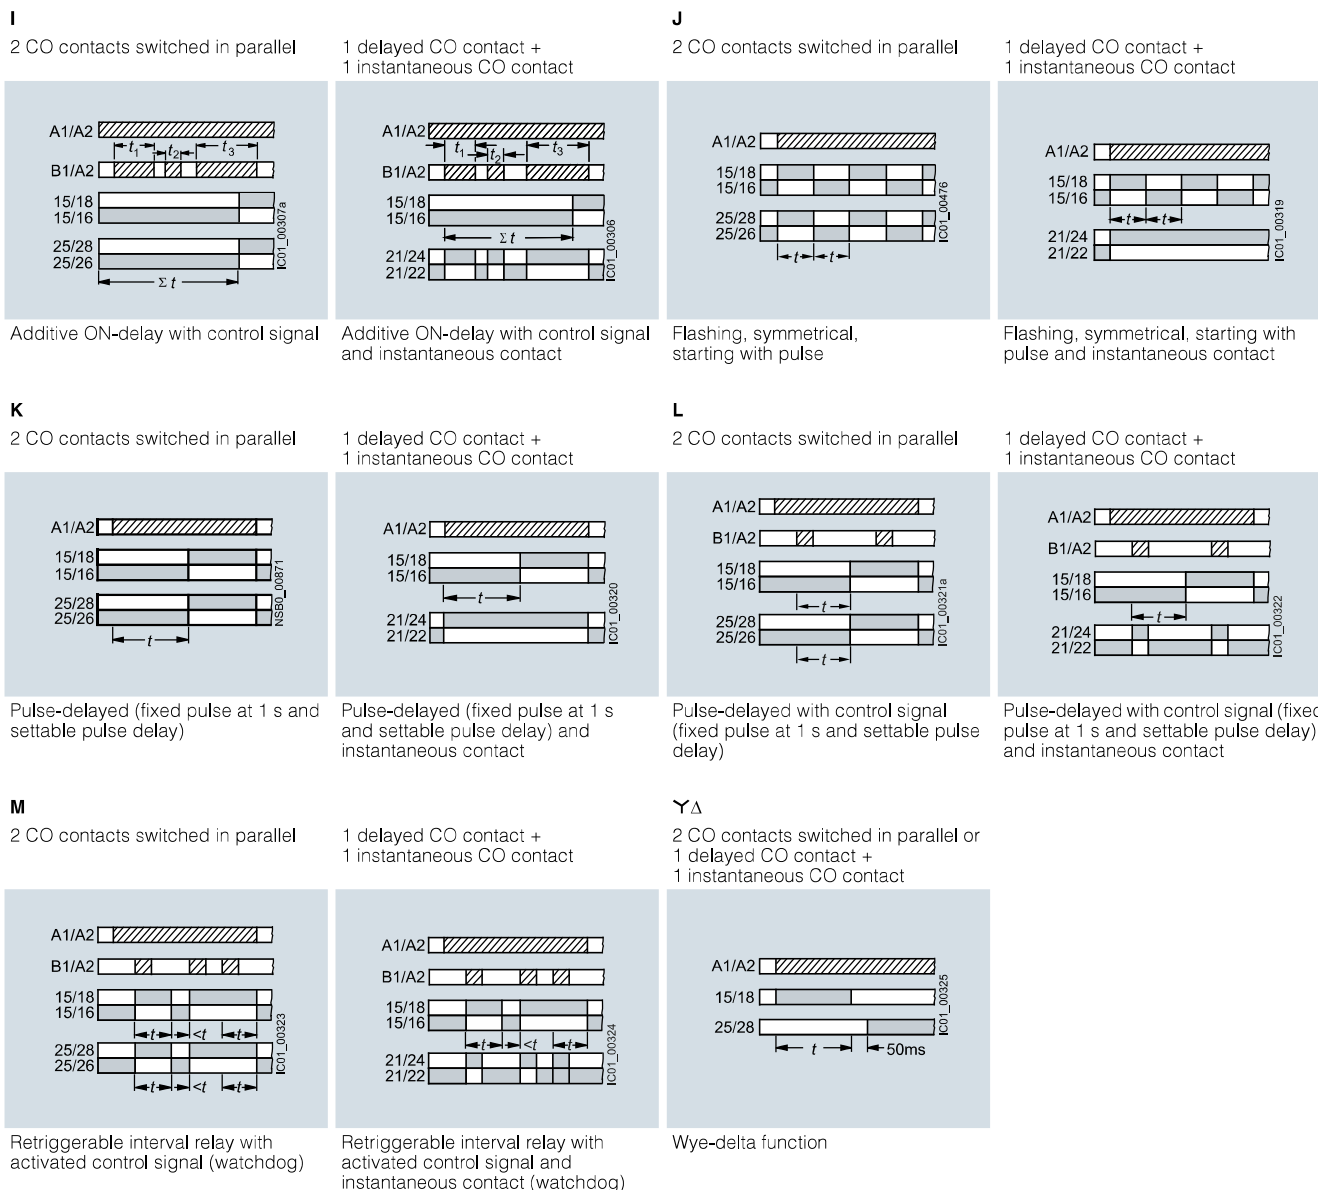 I
2 CO contacts switched in parallel
1 delayed CO contact +
1 instantaneous CO contact
A1/A2
t1 t2 t3
B1/A2
15/18
15/16
25/28
25/26
Σ t
IC01_00307a
A1/A2
t1 t2 t3
B1/A2
15/18
15/16
Σ t
21/24
21/22
IC01_00306
Additive ON-delay with control signal
Additive ON-delay with control signal
and instantaneous contact
J
2 CO contacts switched in parallel
1 delayed CO contact +
1 instantaneous CO contact
A1/A2
15/18
15/16
25/28
25/26
t t
IC01_00476
A1/A2
15/18
15/16
t t
21/24
21/22
IC01_00319
Flashing, symmetrical,
starting with pulse
Flashing, symmetrical, starting with
pulse and instantaneous contact
K
2 CO contacts switched in parallel
1 delayed CO contact +
1 instantaneous CO contact
A1/A2
15/18
15/16
25/28
25/26
t
NSB0_00871
A1/A2
15/18
15/16
t
21/24
21/22
IC01_00320
Pulse-delayed (fixed pulse at 1 s and
settable pulse delay)
Pulse-delayed (fixed pulse at 1 s
and settable pulse delay) and
instantaneous contact
L
2 CO contacts switched in parallel
1 delayed CO contact +
1 instantaneous CO contact
A1/A2
B1/A2
15/18
15/16
t
25/28
25/26
t
IC01_00321a
A1/A2
B1/A2
15/18
15/16
t
21/24
21/22
IC01_00322
Pulse-delayed with control signal
(fixed pulse at 1 s and settable pulse
delay)
Pulse-delayed with control signal (fixed
pulse at 1 s and settable pulse delay)
and instantaneous contact
M
2 CO contacts switched in parallel
1 delayed CO contact +
1 instantaneous CO contact
A1/A2
B1/A2
15/18
15/16
t <t t
25/28
25/26
t <t t
IC01_00323
A1/A2
B1/A2
15/18
15/16
t <t t
21/24
21/22
IC01_00324
Retriggerable interval relay with
activated control signal (watchdog)
Retriggerable interval relay with
activated control signal and
instantaneous contact (watchdog)
YΔ
2 CO contacts switched in parallel or
1 delayed CO contact +
1 instantaneous CO contact
A1/A2
15/18
25/28
t 50ms
IC01_00325
Wye-delta function